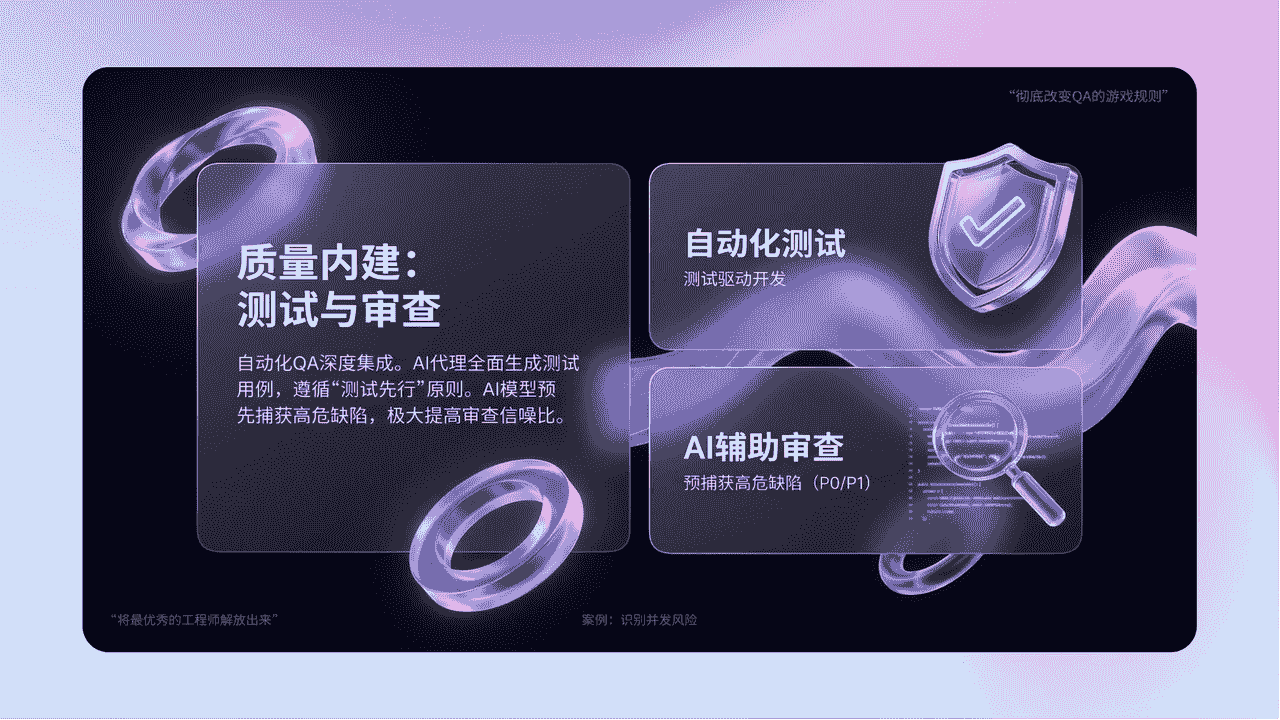 “彻底改变QA的游戏规则”
质量内建：
测试与审查
自动化QA深度集成。AI代理全面生成测试
用例，遵循“测试先行”原则。AI模型预
先捕获高危缺陷，极大提高审查信噪比。
自动化测试
测试驱动开发
AI辅助审查
预捕获高危缺陷（P0/P1）
“将最优秀的工程师解放出来”
案例：识别并发风险